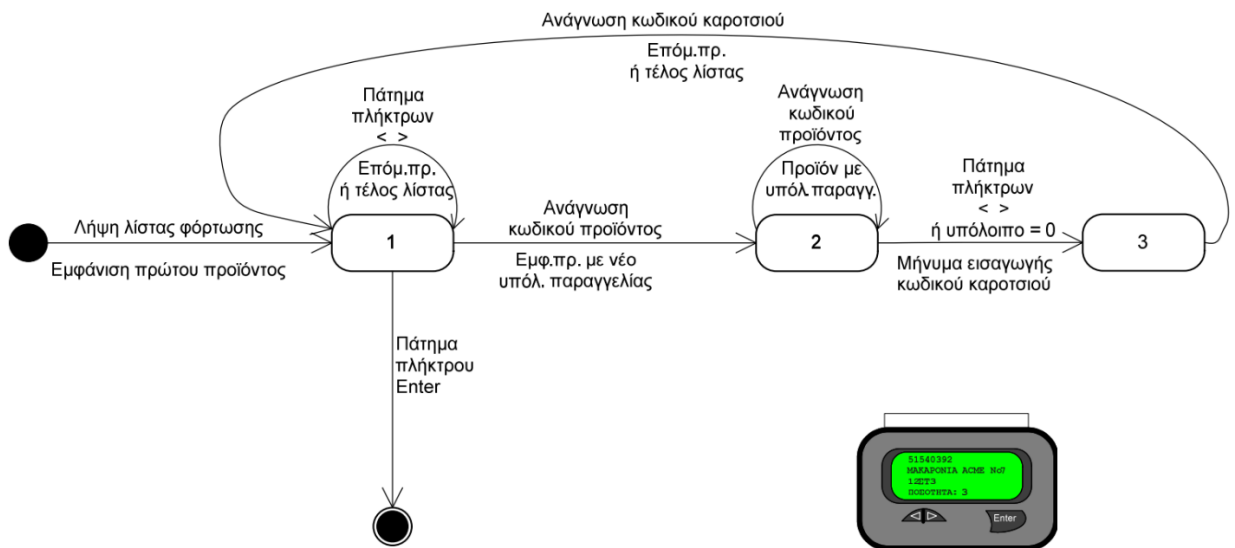 Ανάγνωση κωδικού καροτσιού
Επόμ.πρ.
ή τέλος λίστας
Πάτημα
πλήκτρων
< >
Επόμ.πρ.
ή τέλος λίστας
Ανάγνωση
κωδικού
προϊόντος
Προϊόν με
υπόλ.παραγγ.
Πάτημα
πλήκτρων
< >
ή υπόλοιπο = 0
Λήψη λίστας φόρτωσης
Εμφάνιση πρώτου προϊόντος
1
Ανάγνωση
κωδικού προϊόντος
Εμφ.πρ. με νέο
υπόλ. παραγγελίας
2
Μήνυμα εισαγωγής
κωδικού καροτσιού
3
Πάτημα
πλήκτρου
Enter
51540392
ΜΑΚΑΡΟΝΙΑ ACME No7
12ΣΤ3
ΠΟΣΟΤΗΤΑ: 3
Enter